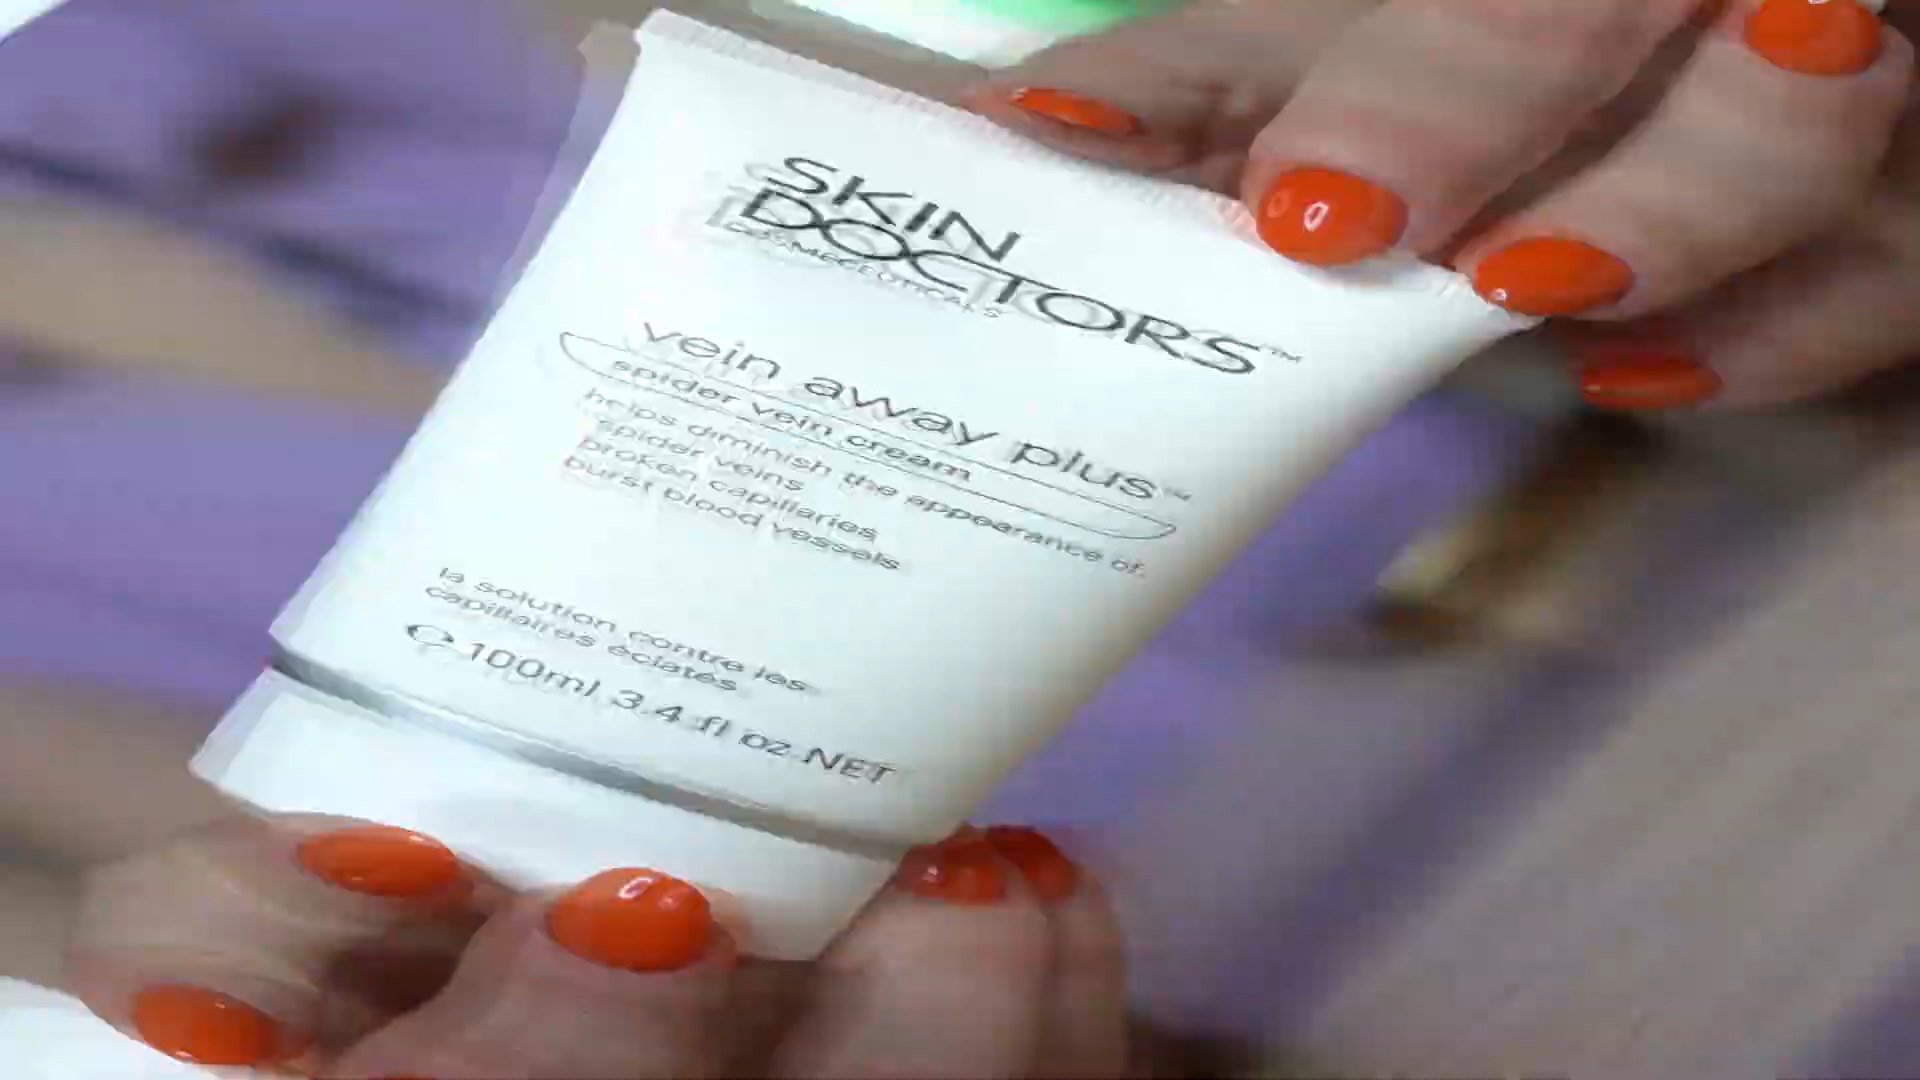 SKIN
DOCTORS™
COSMECEUTICALS
vein away plus™
spider vein cream
helps diminish the appearance of:
spider veins
broken capillaries
burst blood vessels
la solution contre les
capillaires éclatés
℮ 100ml 3.4 fl oz NET